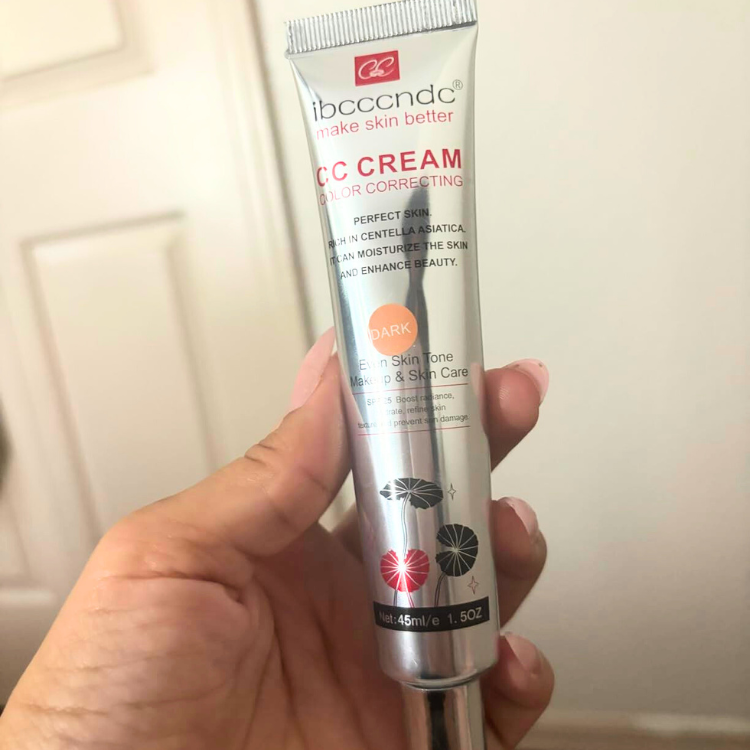 CC
ibcccndc®
make skin better
CC CREAM
COLOR CORRECTING
PERFECT SKIN.
RICH IN CENTELLA ASIATICA.
IT CAN MOISTURIZE THE SKIN
AND ENHANCE BEAUTY.
DARK
Even Skin Tone
Makeup & Skin Care
Boost radiance,
refine skin
prevent skin damage
Net:45ml/e 1.5OZ